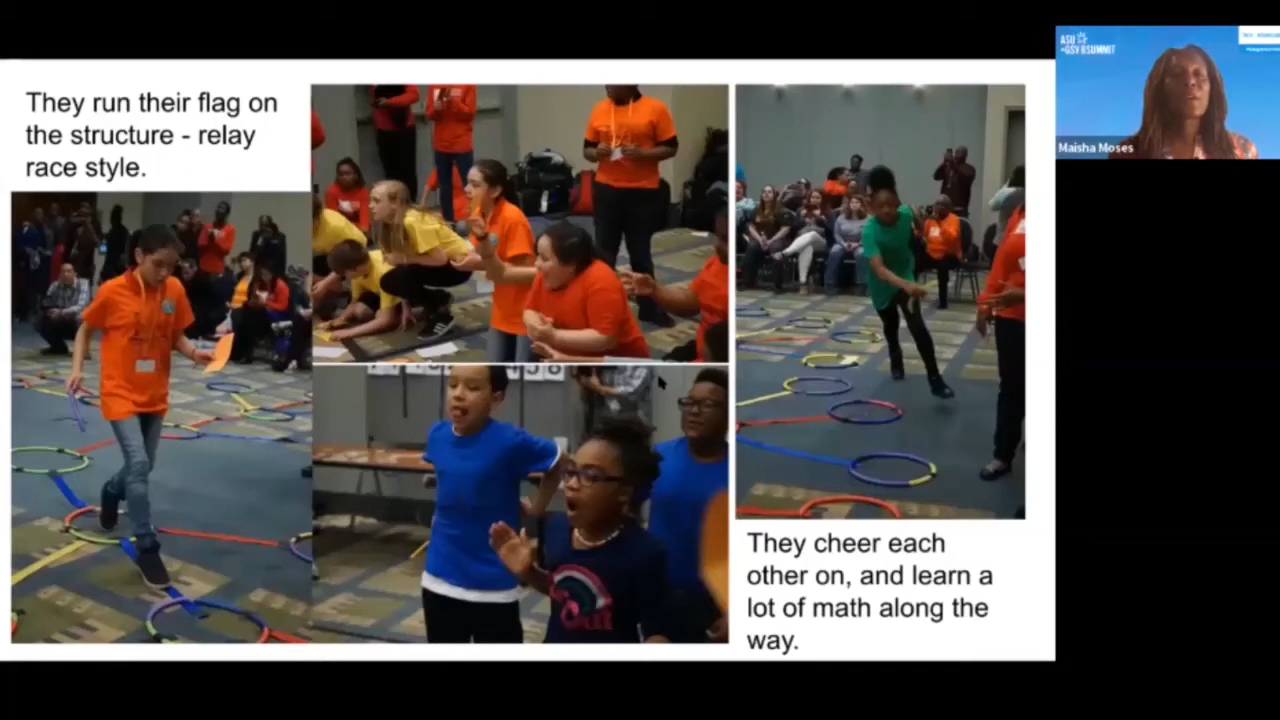 They run their flag on
the structure - relay
race style.
ASU
+GSV SUMMIT
Maisha Moses
They cheer each
other on, and learn a
lot of math along the
way.